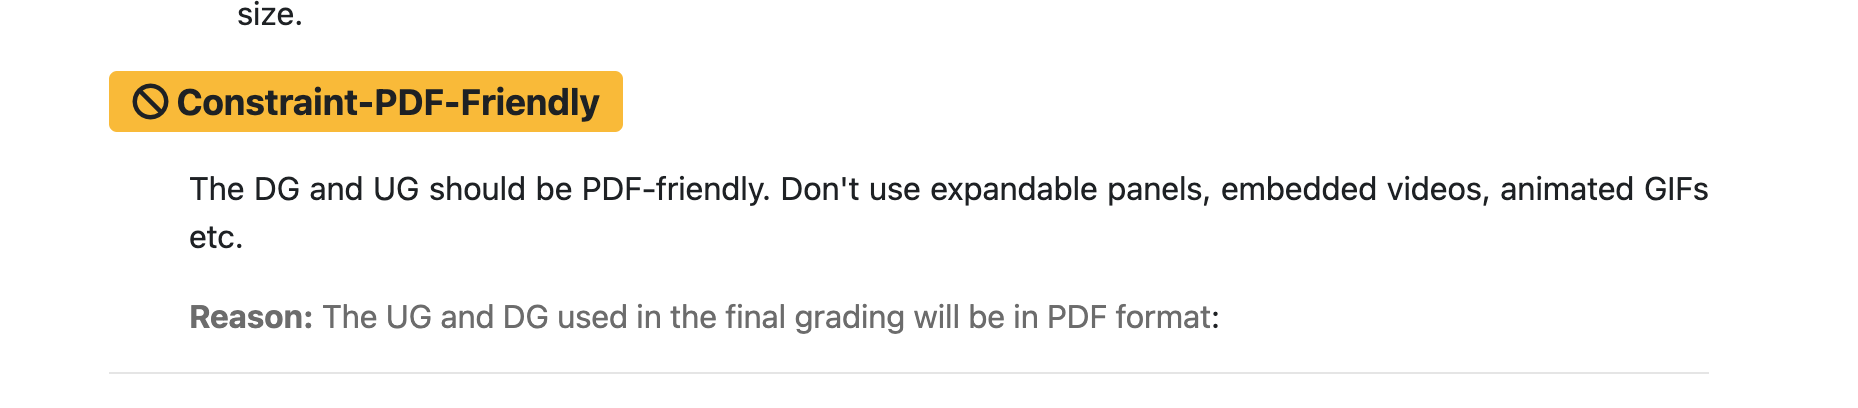 size.
Constraint-PDF-Friendly
The DG and UG should be PDF-friendly. Don't use expandable panels, embedded videos, animated GIFs
etc.
Reason: The UG and DG used in the final grading will be in PDF format: